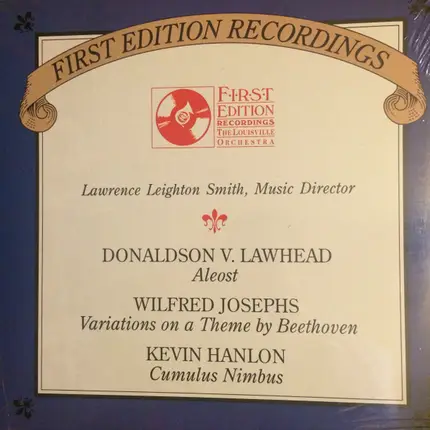 FIRST EDITION RECORDINGS
FIRST
EDITION
RECORDINGS
THE LOUISVILLE
ORCHESTRA
Lawrence Leighton Smith, Music Director
DONALDSON V. LAWHEAD
Aleost
WILFRED JOSEPHS
Variations on a Theme by Beethoven
KEVIN HANLON
Cumulus Nimbus